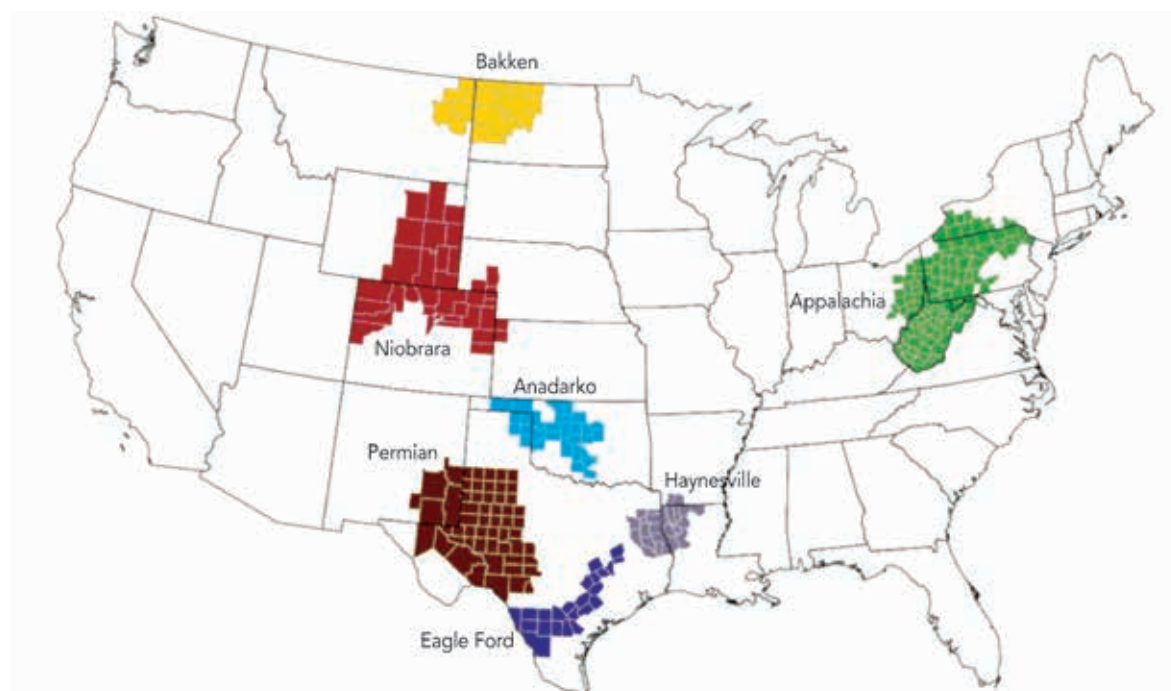 Bakken
Appalachia
Niobrara
Anadarko
Permian
Haynesville
Eagle Ford